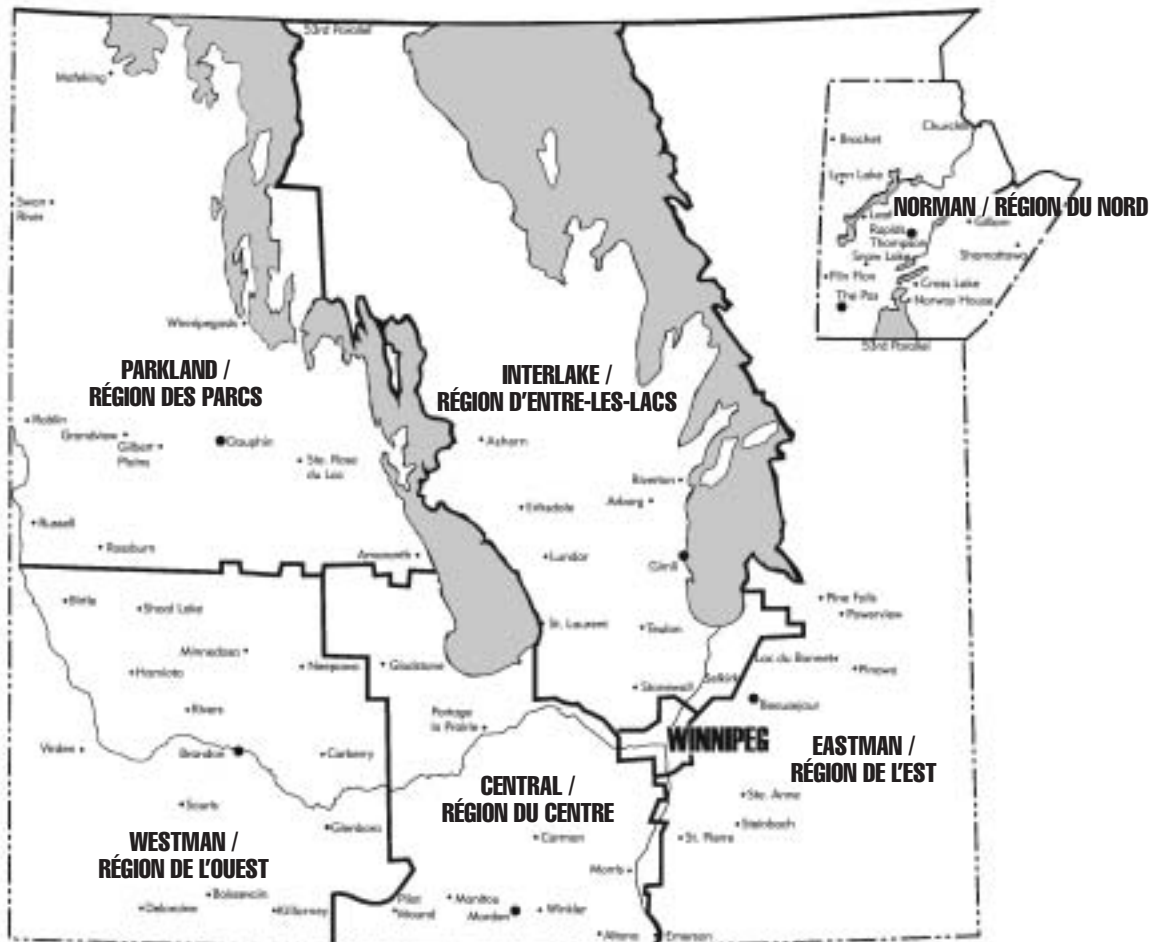 53rd Parallel
Mafeking
Churchill
Brochet
Lynn Lake
Swan
River
NORMAN / RÉGION DU NORD
Leaf
Rapids
Gillam
Thompson
Snow Lake
Shamattawa
Flin Flon
Cross Lake
The Pas
Norway House
Winnipegosis
53rd Parallel
PARKLAND /
RÉGION DES PARCS
INTERLAKE /
RÉGION D'ENTRE-LES-LACS
Roblin
Grandview
Gilbert
Plains
Dauphin
Ashern
Ste. Rose
du Lac
Riverton
Arborg
Eriksdale
Russell
Rossburn
Amaranth
Lundar
Gimli
Birtle
Shoal Lake
Pine Falls
Powerview
St. Laurent
Teulon
Minnedosa
Hamiota
Neepawa
Gladstone
Lac du Bonnet
Pinawa
Stonewall
Selkirk
Beausejour
Rivers
Portage
la Prairie
Virden
Brandon
Carberry
WINNIPEG
EASTMAN /
RÉGION DE L'EST
CENTRAL /
RÉGION DU CENTRE
Ste. Anne
Steinbach
St. Pierre
Souris
Glenboro
Carman
WESTMAN /
RÉGION DE L'OUEST
Morris
Boissevain
Deloraine
Killarney
Pilot
Mound
Manitou
Morden
Winkler
Altona
Emerson